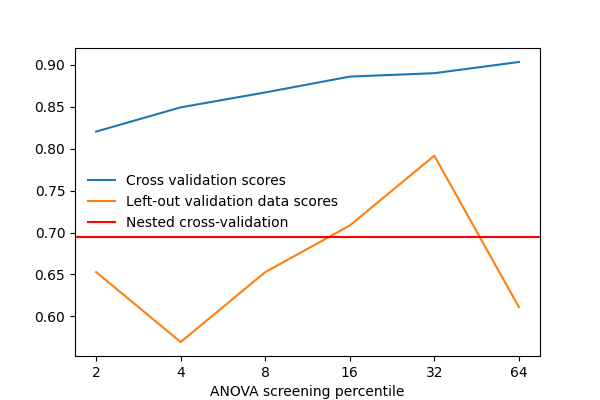 0.90
0.85
0.80
0.75
0.70
0.65
0.60
Cross validation scores
Left-out validation data scores
Nested cross-validation
2 4 8 16 32 64
ANOVA screening percentile